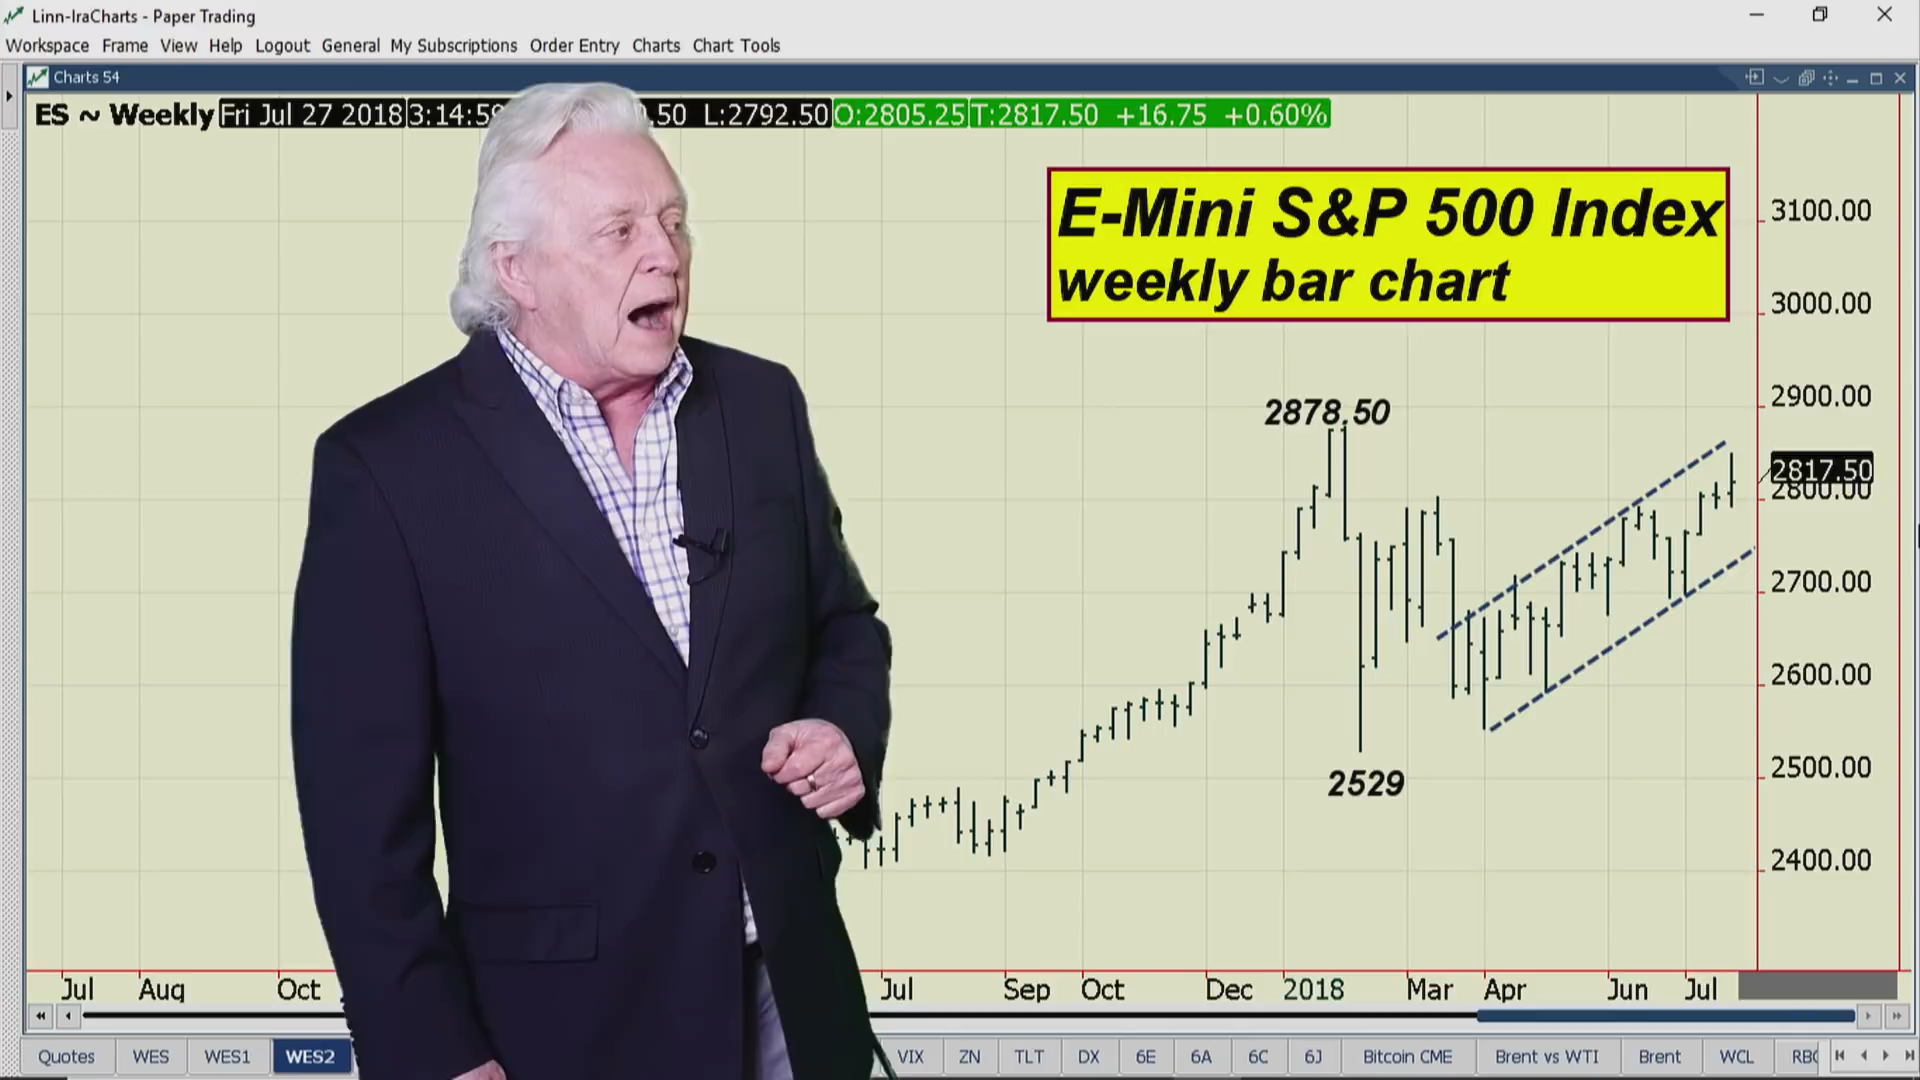 Linn-IraCharts - Paper Trading
Workspace Frame View Help Logout General My Subscriptions Order Entry Charts Chart Tools
Charts 54
ES ~ Weekly Fri Jul 27 2018 3:14:59 .50 L:2792.50 O:2805.25 T:2817.50 +16.75 +0.60%
E-Mini S&P 500 Index
weekly bar chart
3100.00
3000.00
2900.00
2878.50
2817.50
2800.00
2700.00
2600.00
2500.00
2529
2400.00
Jul Aug Oct Jul Sep Oct Dec 2018 Mar Apr Jun Jul
Quotes WES WES1 WES2 VIX ZN TLT DX 6E 6A 6C 6J Bitcoin CME Brent vs WTI Brent WCL